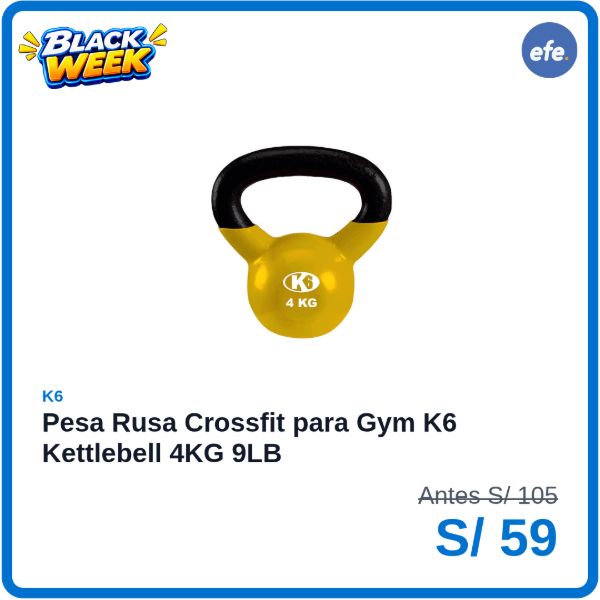 BLACK
WEEK
efe.
K6
4 KG
K6
Pesa Rusa Crossfit para Gym K6
Kettlebell 4KG 9LB
Antes S/ 105
S/ 59